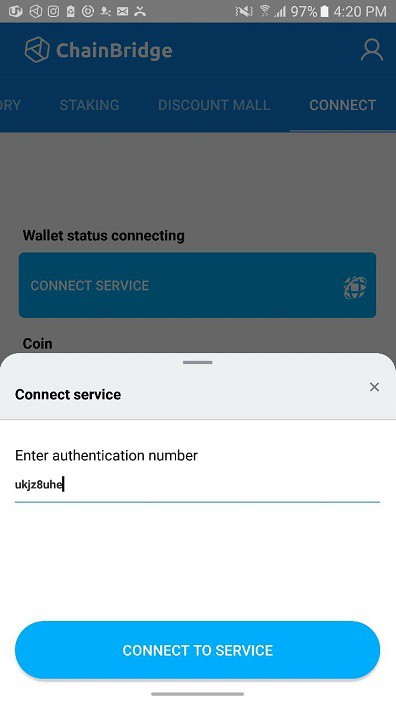 97% 4:20 PM
ChainBridge
ORY STAKING DISCOUNT MALL CONNECT
Wallet status connecting
CONNECT SERVICE
Coin
Connect service
Enter authentication number
ukjz8uhe
CONNECT TO SERVICE